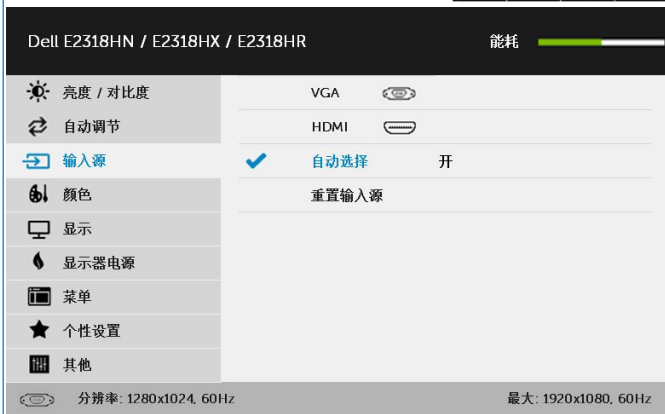 Dell E2318HN / E2318HX / E2318HR 能耗
亮度 / 对比度 VGA
自动调节 HDMI
输入源 自动选择 开
颜色 重置输入源
显示
显示器电源
菜单
个性设置
其他
分辨率: 1280x1024, 60Hz 最大: 1920x1080, 60Hz